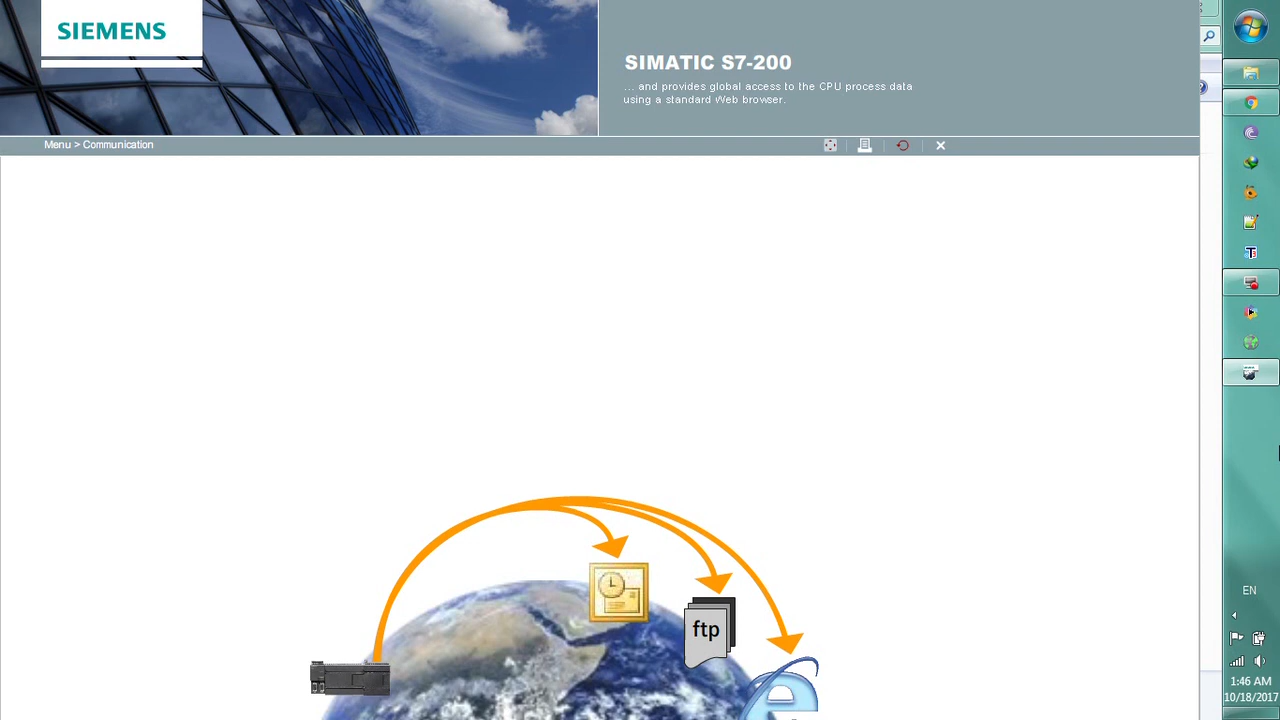 SIEMENS
SIMATIC S7-200
... and provides global access to the CPU process data
using a standard Web browser.
Menu > Communication
ftp
EN
1:46 AM
10/18/2017